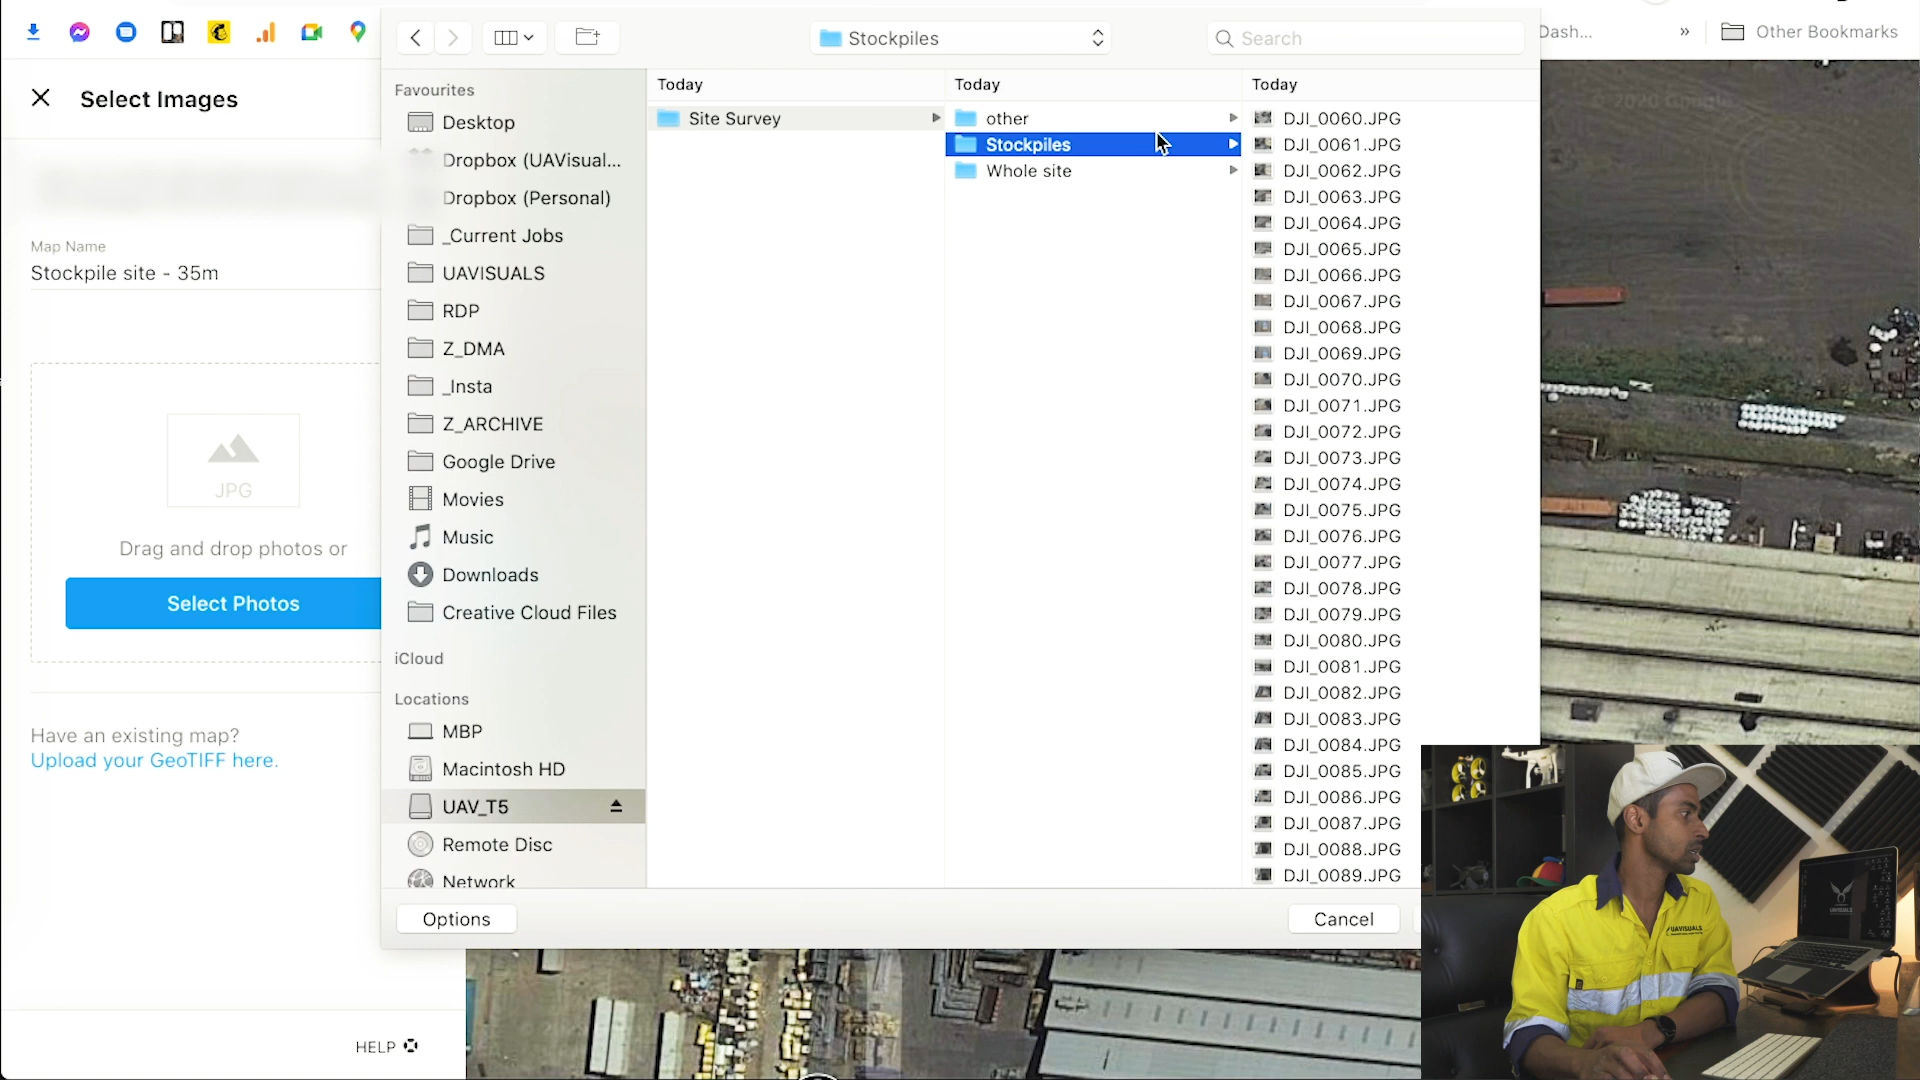 Stockpiles
Search
Dash...
»
Other Bookmarks
Select Images
Map Name
Stockpile site - 35m
JPG
Drag and drop photos or
Select Photos
Have an existing map?
Upload your GeoTIFF here.
HELP
Favourites
Desktop
Dropbox (UAVisual...
Dropbox (Personal)
_Current Jobs
UAVISUALS
RDP
Z_DMA
_Insta
Z_ARCHIVE
Google Drive
Movies
Music
Downloads
Creative Cloud Files
iCloud
Locations
MBP
Macintosh HD
UAV_T5
Remote Disc
Network
Options
Today
Site Survey
Today
other
Stockpiles
Whole site
Today
DJI_0060.JPG
DJI_0061.JPG
DJI_0062.JPG
DJI_0063.JPG
DJI_0064.JPG
DJI_0065.JPG
DJI_0066.JPG
DJI_0067.JPG
DJI_0068.JPG
DJI_0069.JPG
DJI_0070.JPG
DJI_0071.JPG
DJI_0072.JPG
DJI_0073.JPG
DJI_0074.JPG
DJI_0075.JPG
DJI_0076.JPG
DJI_0077.JPG
DJI_0078.JPG
DJI_0079.JPG
DJI_0080.JPG
DJI_0081.JPG
DJI_0082.JPG
DJI_0083.JPG
DJI_0084.JPG
DJI_0085.JPG
DJI_0086.JPG
DJI_0087.JPG
DJI_0088.JPG
DJI_0089.JPG
Cancel
© 2020 Google
UAVISUALS
UAVISUALS